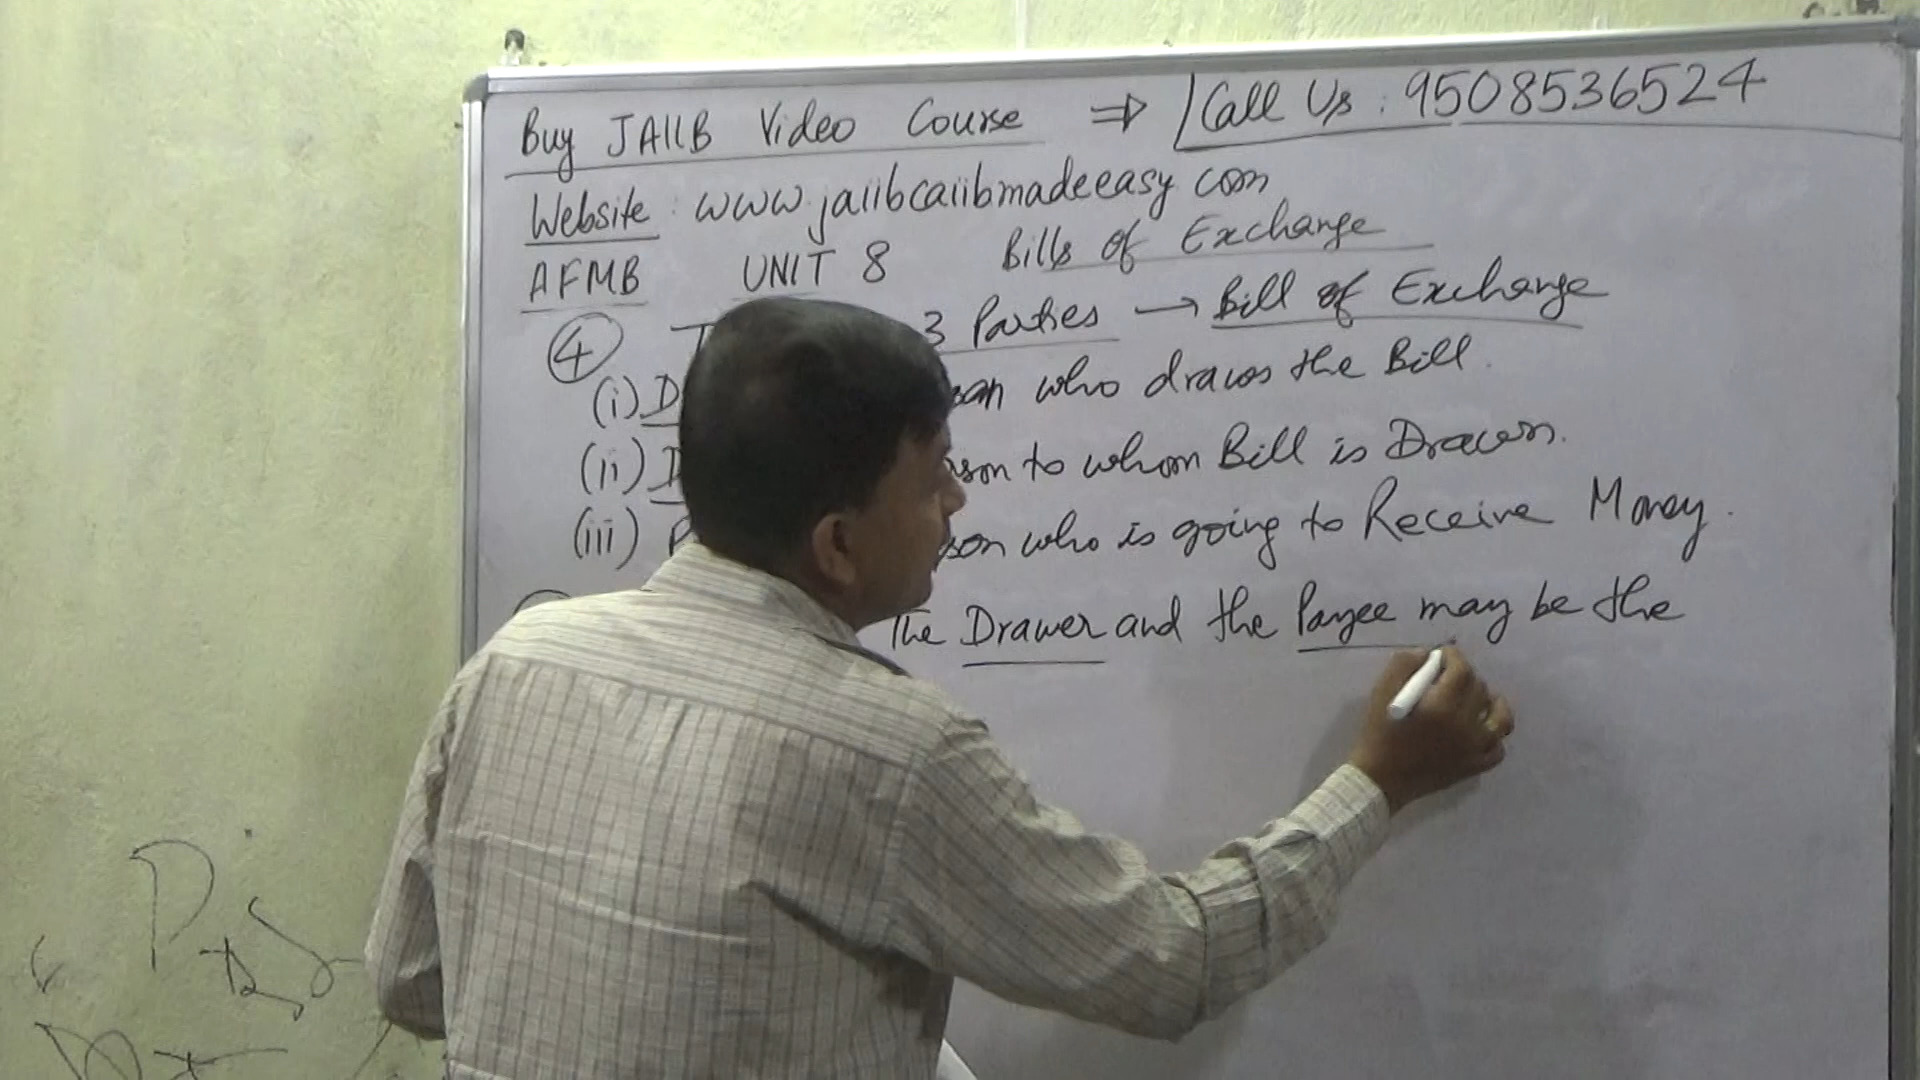 Buy JAIIB Video Course ⇒ Call Us : 9508536524
Website : www.jaiibcaiibmadeeasy.com
AFMB UNIT 8 Bills of Exchange
4 3 Parties → Bill of Exchange
(i) who draws the Bill.
(ii) to whom Bill is Drawn.
(iii) who is going to Receive Money.
The Drawer and the Payee may be the